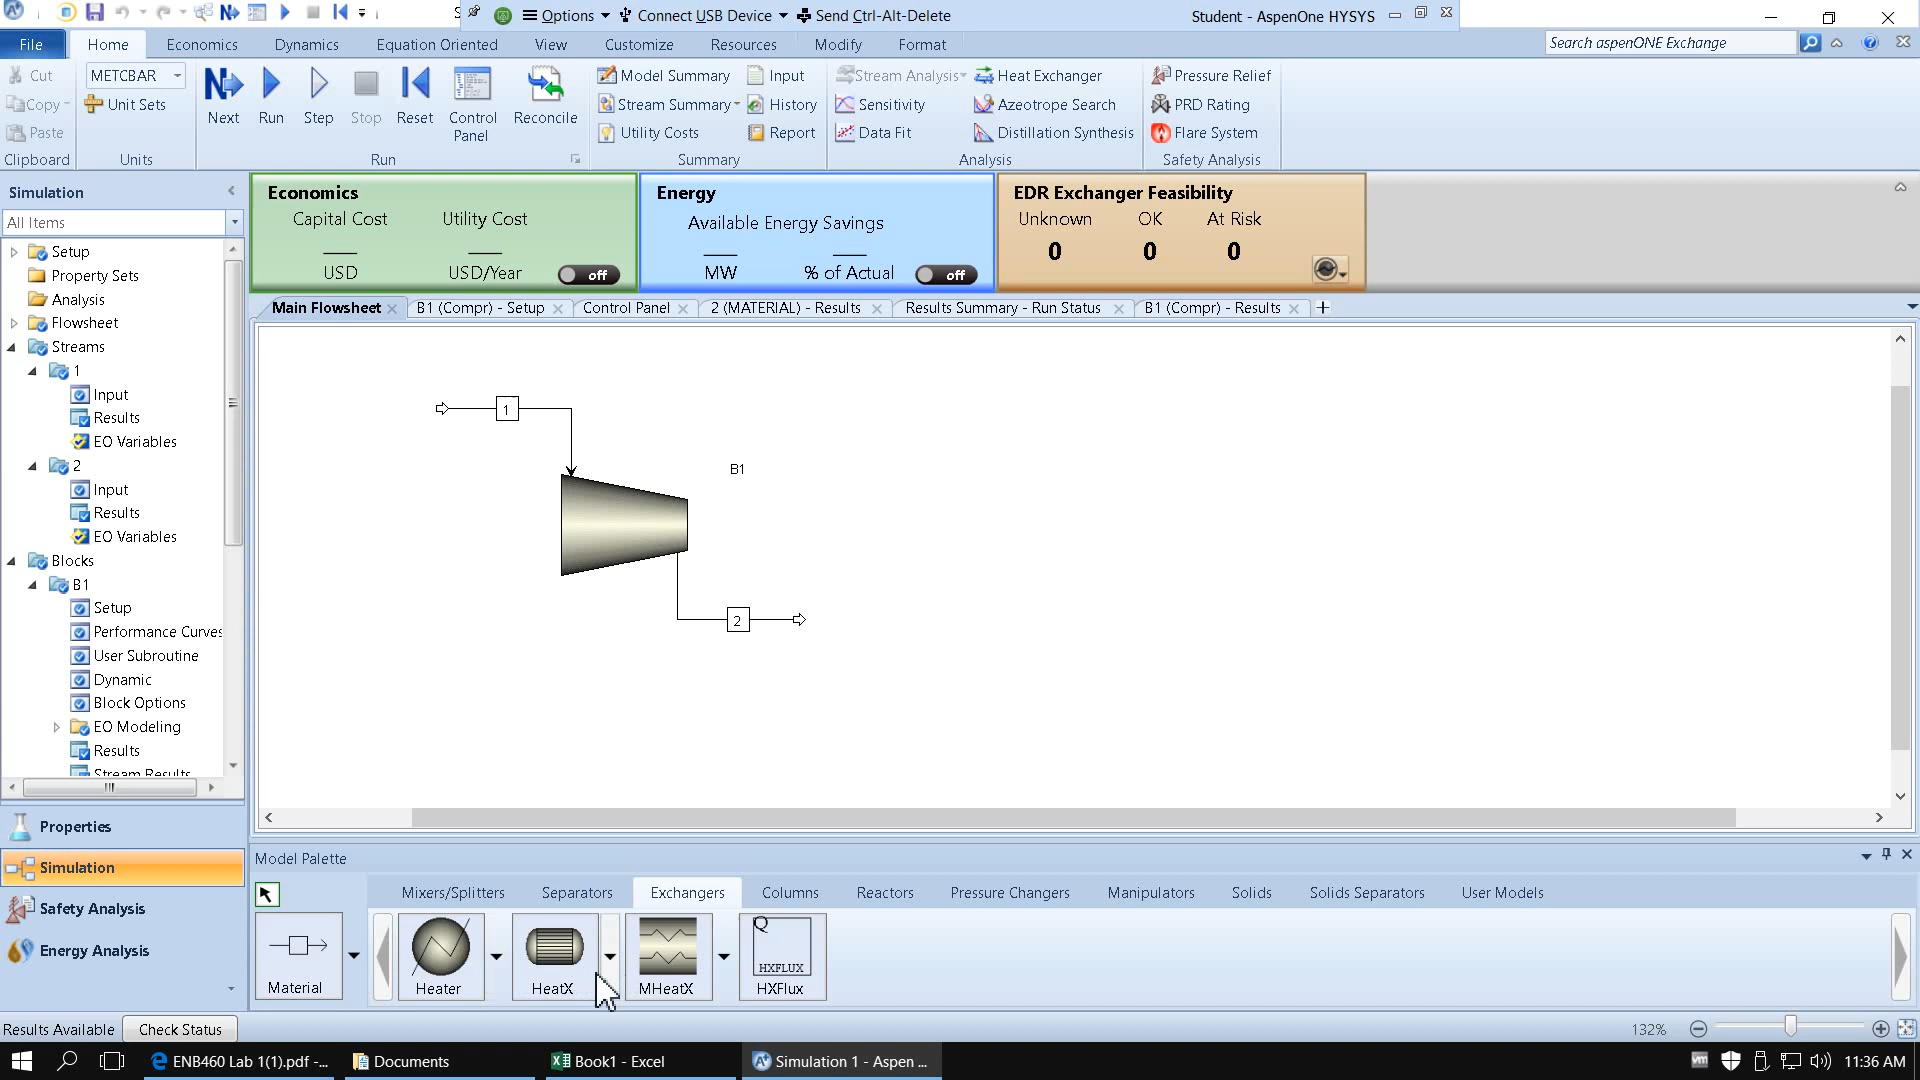 S
Options
Connect USB Device
Send Ctrl-Alt-Delete
Student - AspenOne HYSYS
File
Home
Economics
Dynamics
Equation Oriented
View
Customize
Resources
Modify
Format
Search aspenONE Exchange
Cut
Copy
Paste
Clipboard
METCBAR
Unit Sets
Units
Next
Run
Step
Stop
Reset
Control Panel
Reconcile
Run
Model Summary
Input
Stream Summary
History
Utility Costs
Report
Summary
Stream Analysis
Heat Exchanger
Sensitivity
Azeotrope Search
Data Fit
Distillation Synthesis
Analysis
Pressure Relief
PRD Rating
Flare System
Safety Analysis
Simulation
All Items
Setup
Property Sets
Analysis
Flowsheet
Streams
1
Input
Results
EO Variables
2
Input
Results
EO Variables
Blocks
B1
Setup
Performance Curves
User Subroutine
Dynamic
Block Options
EO Modeling
Results
Stream Results
Properties
Simulation
Safety Analysis
Energy Analysis
Economics
Capital Cost
Utility Cost
USD
USD/Year
off
Energy
Available Energy Savings
MW
% of Actual
off
EDR Exchanger Feasibility
Unknown OK At Risk
0 0 0
Main Flowsheet
B1 (Compr) - Setup
Control Panel
2 (MATERIAL) - Results
Results Summary - Run Status
B1 (Compr) - Results
1
B1
2
Model Palette
Mixers/Splitters
Separators
Exchangers
Columns
Reactors
Pressure Changers
Manipulators
Solids
Solids Separators
User Models
Material
Heater
HeatX
MHeatX
Q
HXFLUX
HXFlux
Results Available
Check Status
132%
ENB460 Lab 1(1).pdf -...
Documents
Book1 - Excel
Simulation 1 - Aspen ...
vm
11:36 AM